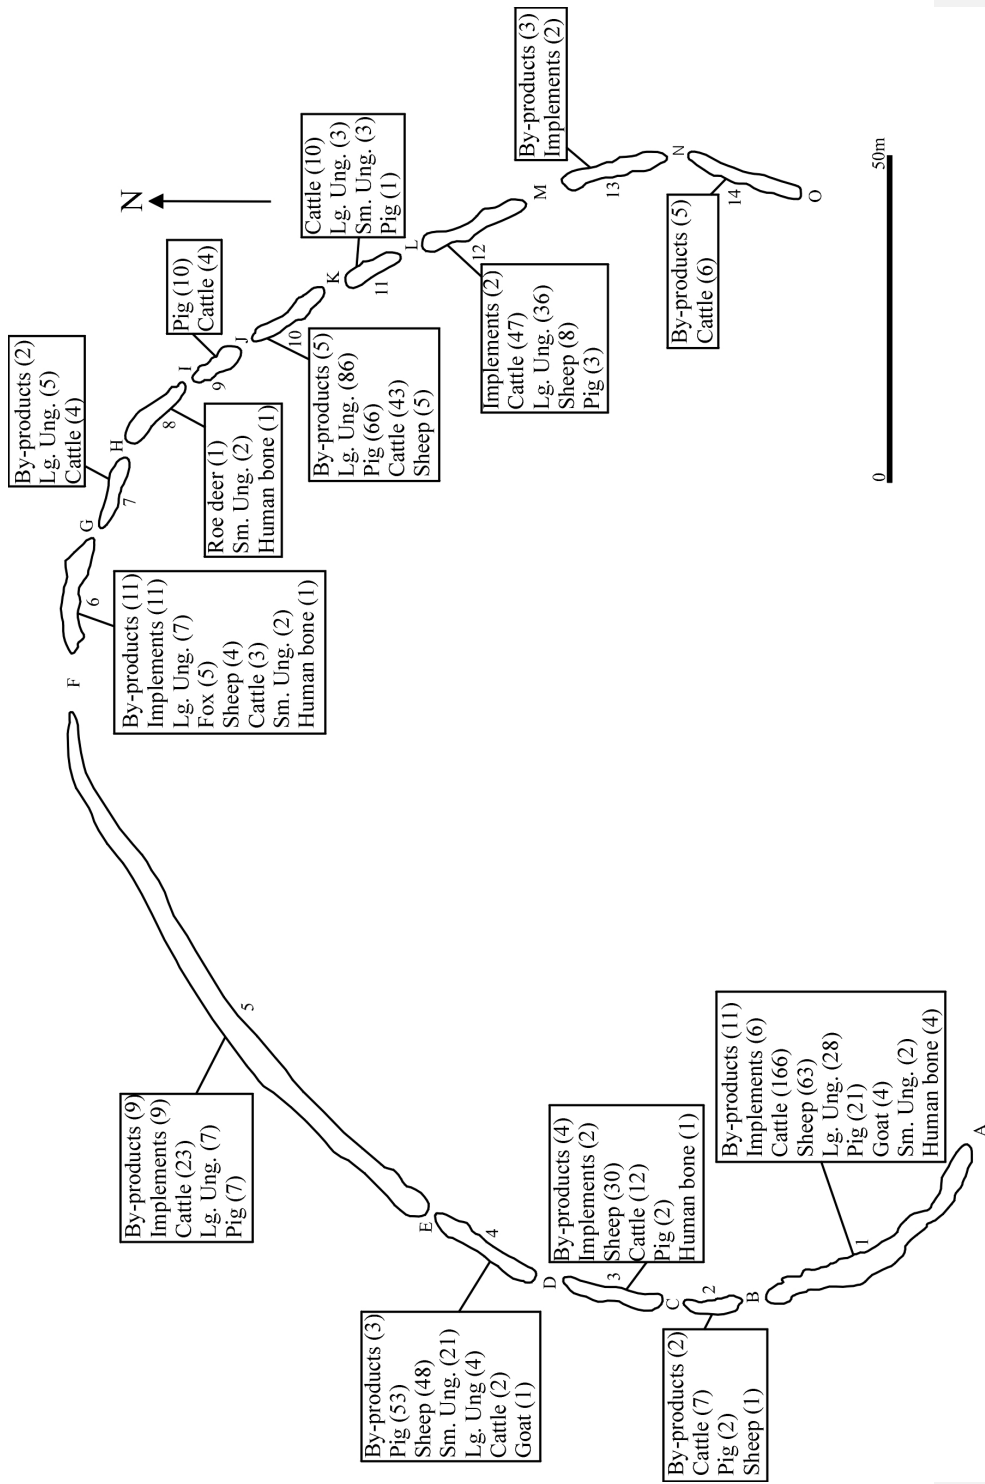 By-products (3)
Implements (2)
Cattle (10)
Lg. Ung. (3)
Sm. Ung. (3)
Pig (1)
N
Pig (10)
Cattle (4)
By-products (2)
Lg. Ung. (5)
Cattle (4)
N
13
M
14
O
50m
By-products (5)
Cattle (6)
L
12
K
11
Implements (2)
Cattle (47)
Lg. Ung. (36)
Sheep (8)
Pig (3)
J
10
I
9
By-products (5)
Lg. Ung. (86)
Pig (66)
Cattle (43)
Sheep (5)
H
8
Roe deer (1)
Sm. Ung. (2)
Human bone (1)
0
G
7
F
6
By-products (11)
Implements (11)
Lg. Ung. (7)
Fox (5)
Sheep (4)
Cattle (3)
Sm. Ung. (2)
Human bone (1)
5
By-products (9)
Implements (9)
Cattle (23)
Lg. Ung. (7)
Pig (7)
By-products (4)
Implements (2)
Sheep (30)
Cattle (12)
Pig (2)
Human bone (1)
By-products (11)
Implements (6)
Cattle (166)
Sheep (63)
Lg. Ung. (28)
Pig (21)
Goat (4)
Sm. Ung. (2)
Human bone (4)
A
E
4
D
3
C
2
B
1
By-products (3)
Pig (53)
Sheep (48)
Sm. Ung. (21)
Lg. Ung (4)
Cattle (2)
Goat (1)
By-products (2)
Cattle (7)
Pig (2)
Sheep (1)